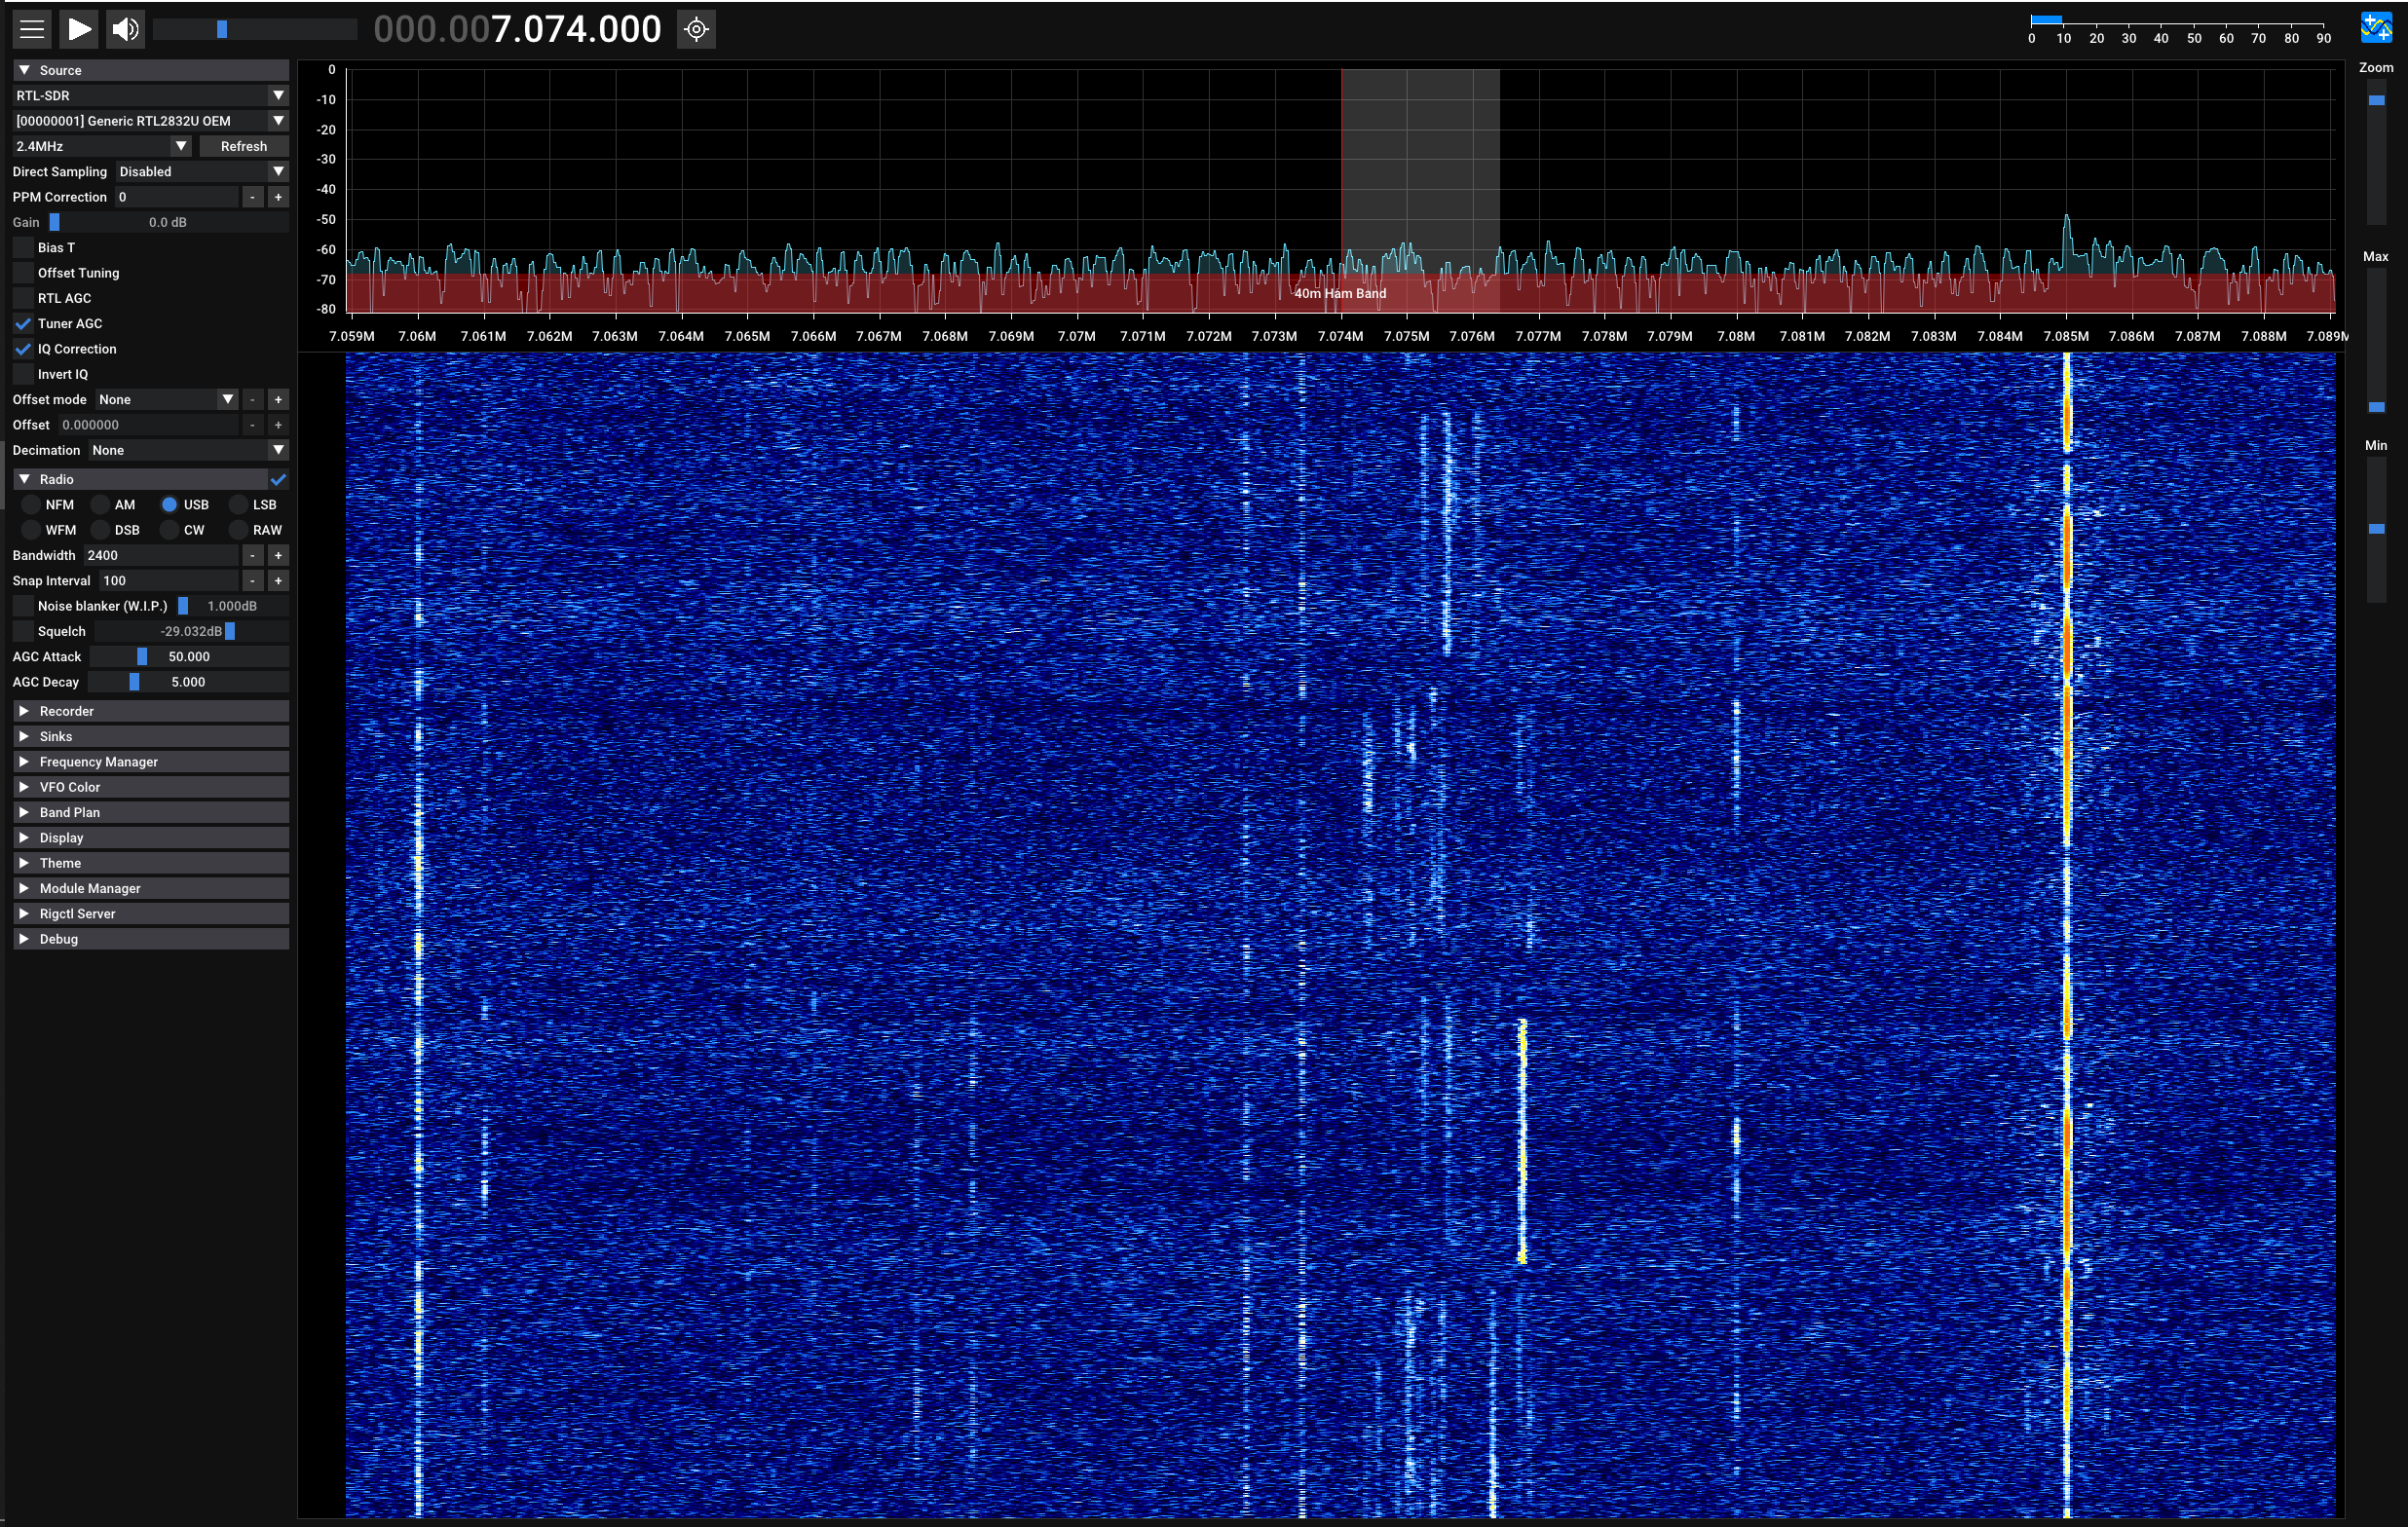 000.007.074.000
0 10 20 30 40 50 60 70 80 90
Source
RTL-SDR
[00000001] Generic RTL2832U OEM
2.4MHz Refresh
Direct Sampling Disabled
PPM Correction 0 - +
Gain 0.0 dB
Bias T
Offset Tuning
RTL AGC
Tuner AGC
IQ Correction
Invert IQ
Offset mode None - +
Offset 0.000000 - +
Decimation None
Radio
NFM AM USB LSB
WFM DSB CW RAW
Bandwidth 2400 - +
Snap Interval 100 - +
Noise blanker (W.I.P.) 1.000dB
Squelch -29.032dB
AGC Attack 50.000
AGC Decay 5.000
Recorder
Sinks
Frequency Manager
VFO Color
Band Plan
Display
Theme
Module Manager
Rigctl Server
Debug
0
-10
-20
-30
-40
-50
-60
-70
-80
40m Ham Band
7.059M 7.06M 7.061M 7.062M 7.063M 7.064M 7.065M 7.066M 7.067M 7.068M 7.069M 7.07M 7.071M 7.072M 7.073M 7.074M 7.075M 7.076M 7.077M 7.078M 7.079M 7.08M 7.081M 7.082M 7.083M 7.084M 7.085M 7.086M 7.087M 7.088M 7.089M
Zoom
Max
Min